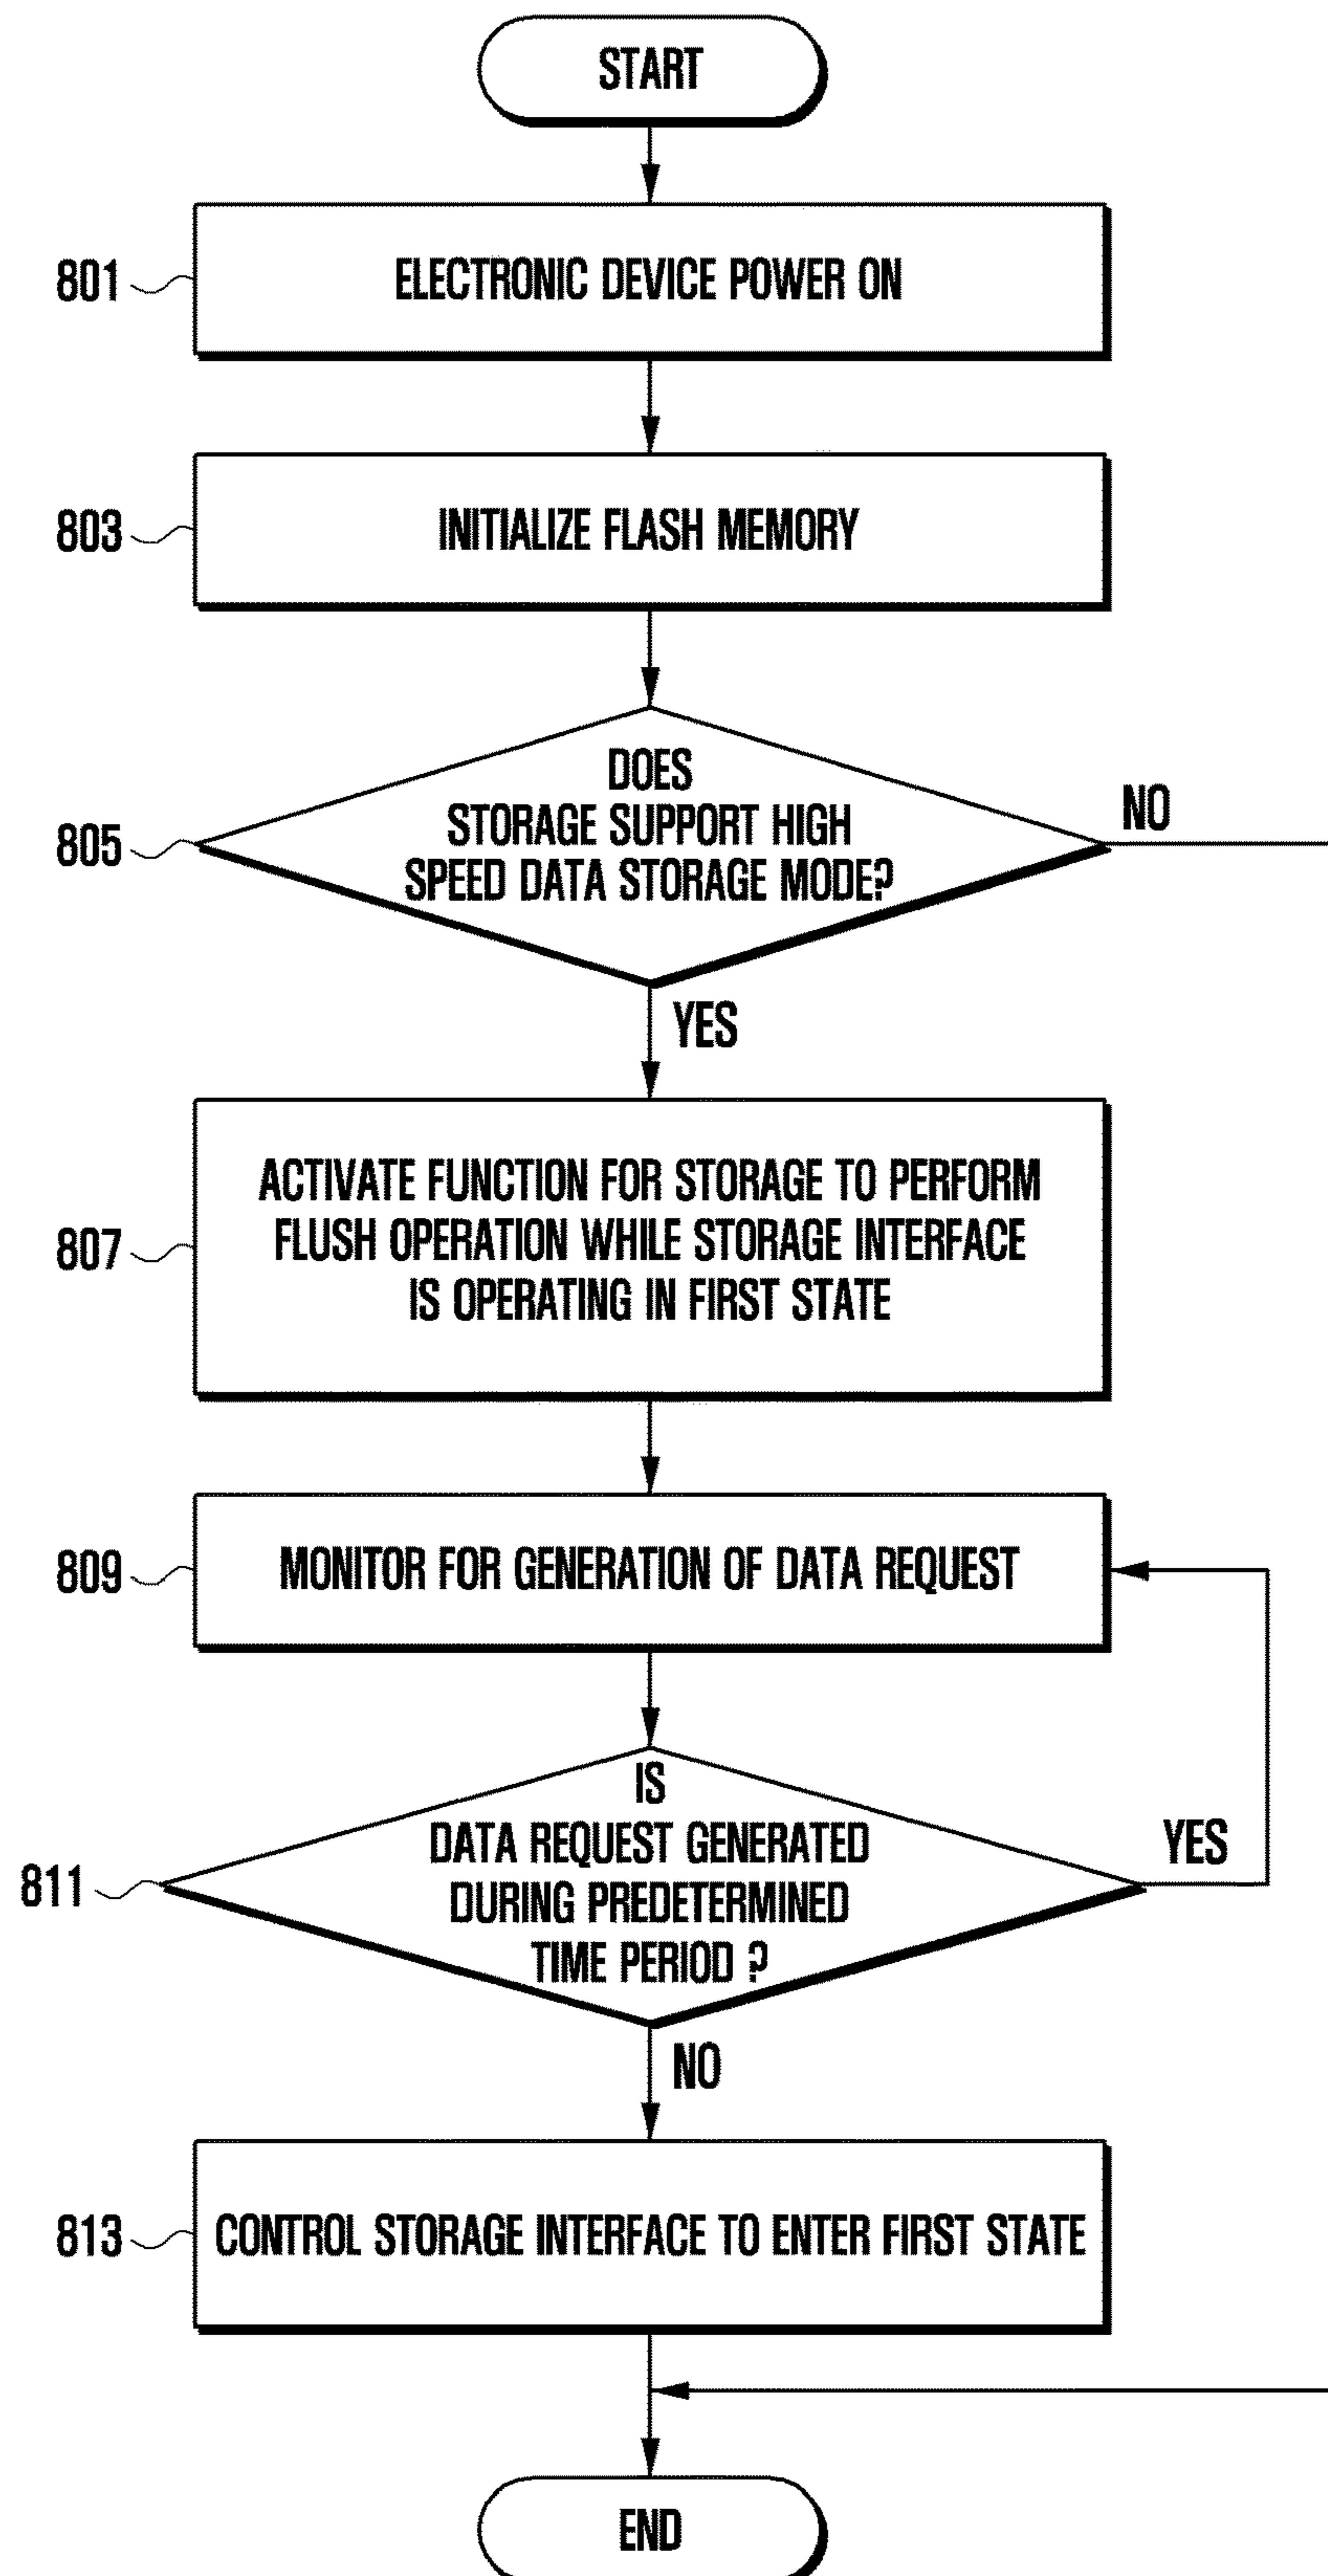 START
801
ELECTRONIC DEVICE POWER ON
803
INITIALIZE FLASH MEMORY
805
DOES
STORAGE SUPPORT HIGH
SPEED DATA STORAGE MODE?
NO
YES
807
ACTIVATE FUNCTION FOR STORAGE TO PERFORM
FLUSH OPERATION WHILE STORAGE INTERFACE
IS OPERATING IN FIRST STATE
809
MONITOR FOR GENERATION OF DATA REQUEST
811
IS
DATA REQUEST GENERATED
DURING PREDETERMINED
TIME PERIOD ?
YES
NO
813
CONTROL STORAGE INTERFACE TO ENTER FIRST STATE
END